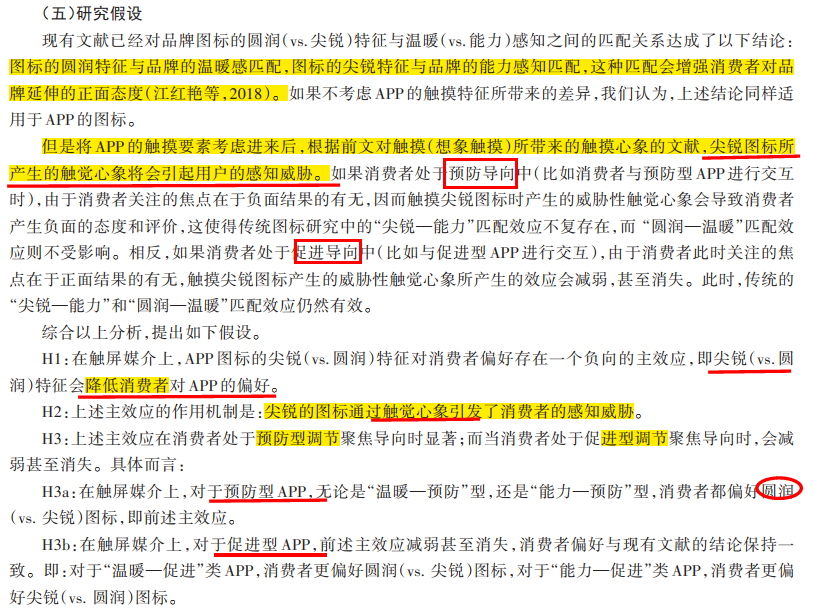 （五）研究假设
现有文献已经对品牌图标的圆润（vs.尖锐）特征与温暖（vs.能力）感知之间的匹配关系达成了以下结论：
图标的圆润特征与品牌的温暖感匹配，图标的尖锐特征与品牌的能力感知匹配，这种匹配会增强消费者对品
牌延伸的正面态度（江红艳等，2018）。如果不考虑APP的触摸特征所带来的差异，我们认为，上述结论同样适
用于APP的图标。
但是将APP的触摸要素考虑进来后，根据前文对触摸（想象触摸）所带来的触摸心象的文献，尖锐图标所
产生的触觉心象将会引起用户的感知威胁。如果消费者处于预防导向中（比如消费者与预防型APP进行交互
时），由于消费者关注的焦点在于负面结果的有无，因而触摸尖锐图标时产生的威胁性触觉心象会导致消费者
产生负面的态度和评价，这使得传统图标研究中的“尖锐—能力”匹配效应不复存在，而 “圆润—温暖”匹配效
应则不受影响。相反，如果消费者处于促进导向中（比如与促进型APP进行交互），由于消费者此时关注的焦
点在于正面结果的有无，触摸尖锐图标产生的威胁性触觉心象所产生的效应会减弱，甚至消失。此时，传统的
“尖锐—能力”和“圆润—温暖”匹配效应仍然有效。
综合以上分析，提出如下假设。
H1：在触屏媒介上，APP图标的尖锐（vs.圆润）特征对消费者偏好存在一个负向的主效应，即尖锐（vs.圆
润）特征会降低消费者对APP的偏好。
H2：上述主效应的作用机制是：尖锐的图标通过触觉心象引发了消费者的感知威胁。
H3：上述主效应在消费者处于预防型调节聚焦导向时显著；而当消费者处于促进型调节聚焦导向时，会减
弱甚至消失。具体而言：
H3a：在触屏媒介上，对于预防型APP，无论是“温暖—预防”型，还是“能力—预防”型，消费者都偏好圆润
（vs. 尖锐）图标，即前述主效应。
H3b：在触屏媒介上，对于促进型APP，前述主效应减弱甚至消失，消费者偏好与现有文献的结论保持一
致。即：对于“温暖—促进”类APP，消费者更偏好圆润（vs. 尖锐）图标，对于“能力—促进”类APP，消费者更偏
好尖锐（vs. 圆润）图标。